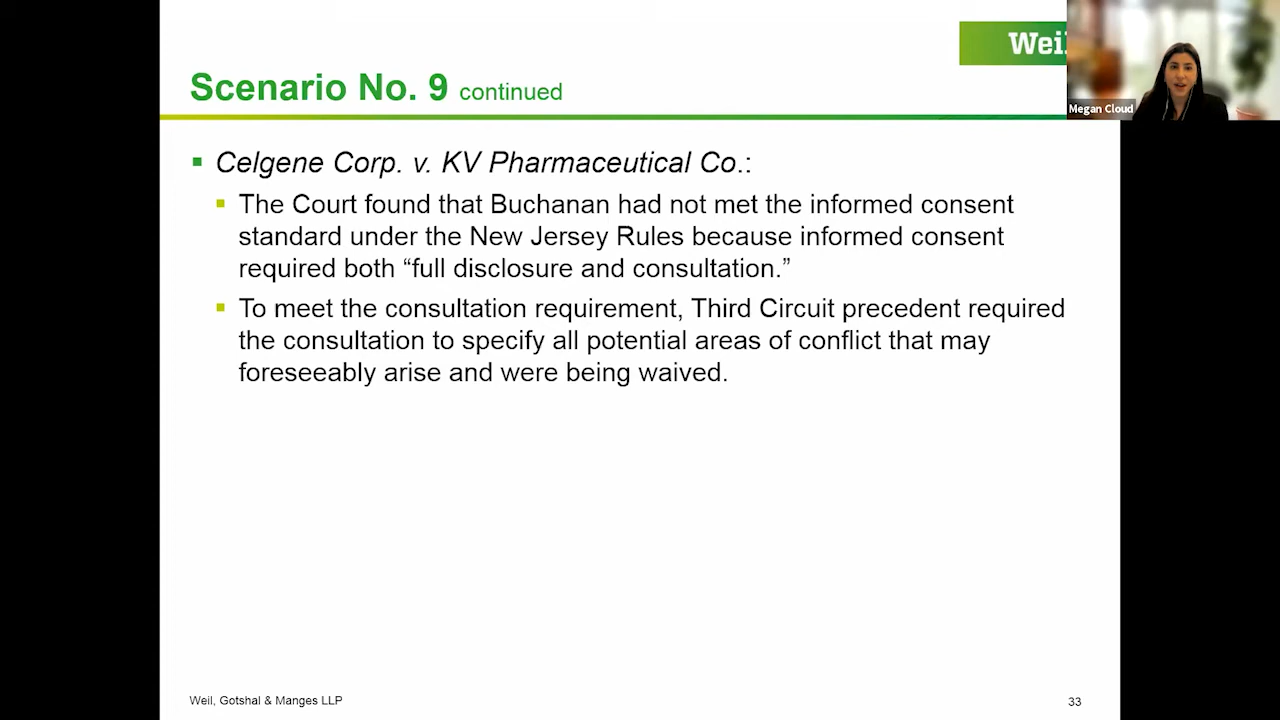 Wei
Megan Cloud
Scenario No. 9 continued
▪ Celgene Corp. v. KV Pharmaceutical Co.:
▪ The Court found that Buchanan had not met the informed consent
standard under the New Jersey Rules because informed consent
required both “full disclosure and consultation.”
▪ To meet the consultation requirement, Third Circuit precedent required
the consultation to specify all potential areas of conflict that may
foreseeably arise and were being waived.
Weil, Gotshal & Manges LLP
33